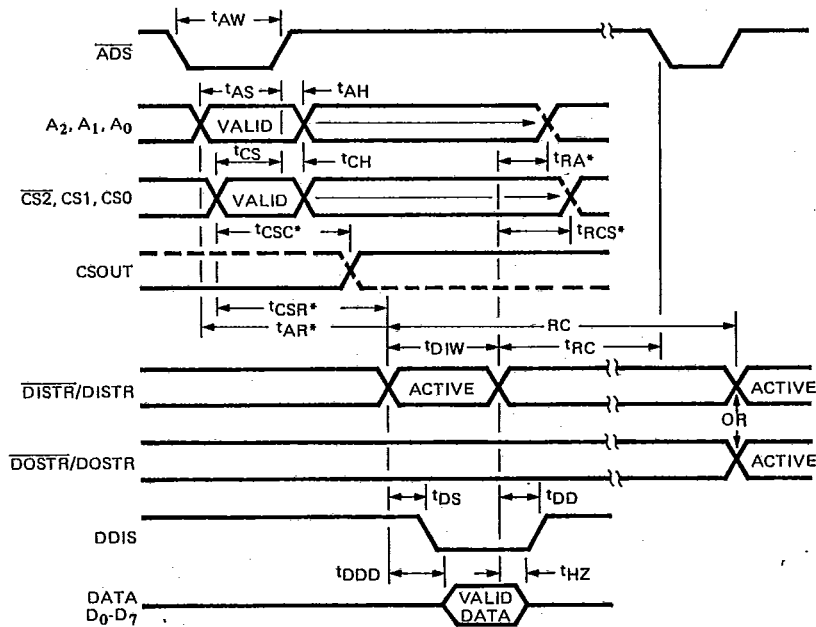 tAW
ADS
tAS
tAH
A2, A1, A0
VALID
tCS
tCH
tRA*
CS2, CS1, CS0
VALID
tCSC*
tRCS*
CSOUT
tCSR*
tAR*
RC
tDIW
tRC
DISTR/DISTR
ACTIVE
ACTIVE
OR
DOSTR/DOSTR
ACTIVE
tDS
tDD
DDIS
tDDD
tHZ
DATA
D0-D7
VALID
DATA